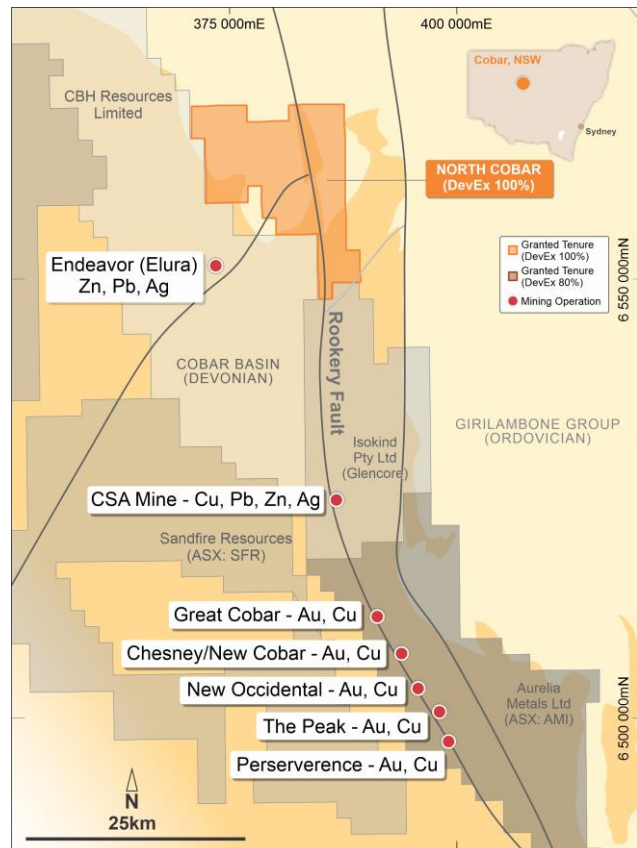 375 000mE
400 000mE
Cobar, NSW
Sydney
CBH Resources
Limited
NORTH COBAR
(DevEx 100%)
Granted Tenure
(DevEx 100%)
Granted Tenure
(DevEx 80%)
Mining Operation
6 550 000mN
Endeavor (Elura)
Zn, Pb, Ag
Rookery Fault
COBAR BASIN
(DEVONIAN)
GIRILAMBONE GROUP
(ORDOVICIAN)
Isokind
Pty Ltd
(Glencore)
CSA Mine - Cu, Pb, Zn, Ag
Sandfire Resources
(ASX: SFR)
Great Cobar - Au, Cu
Chesney/New Cobar - Au, Cu
New Occidental - Au, Cu
Aurelia
Metals Ltd
(ASX: AMI)
The Peak - Au, Cu
6 500 000mN
Perserverence - Au, Cu
N
25km